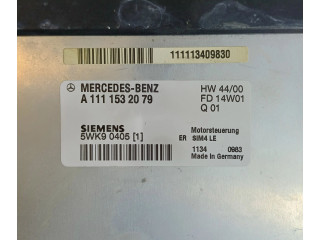 111113409830
MERCEDES-BENZ
HW 44/00
A 111 153 20 79
FD 14W01
Q 01
SIEMENS
Motorsteuerung
5WK9 0405 [1]
ER SIM4 LE
1134 0983
Made in Germany